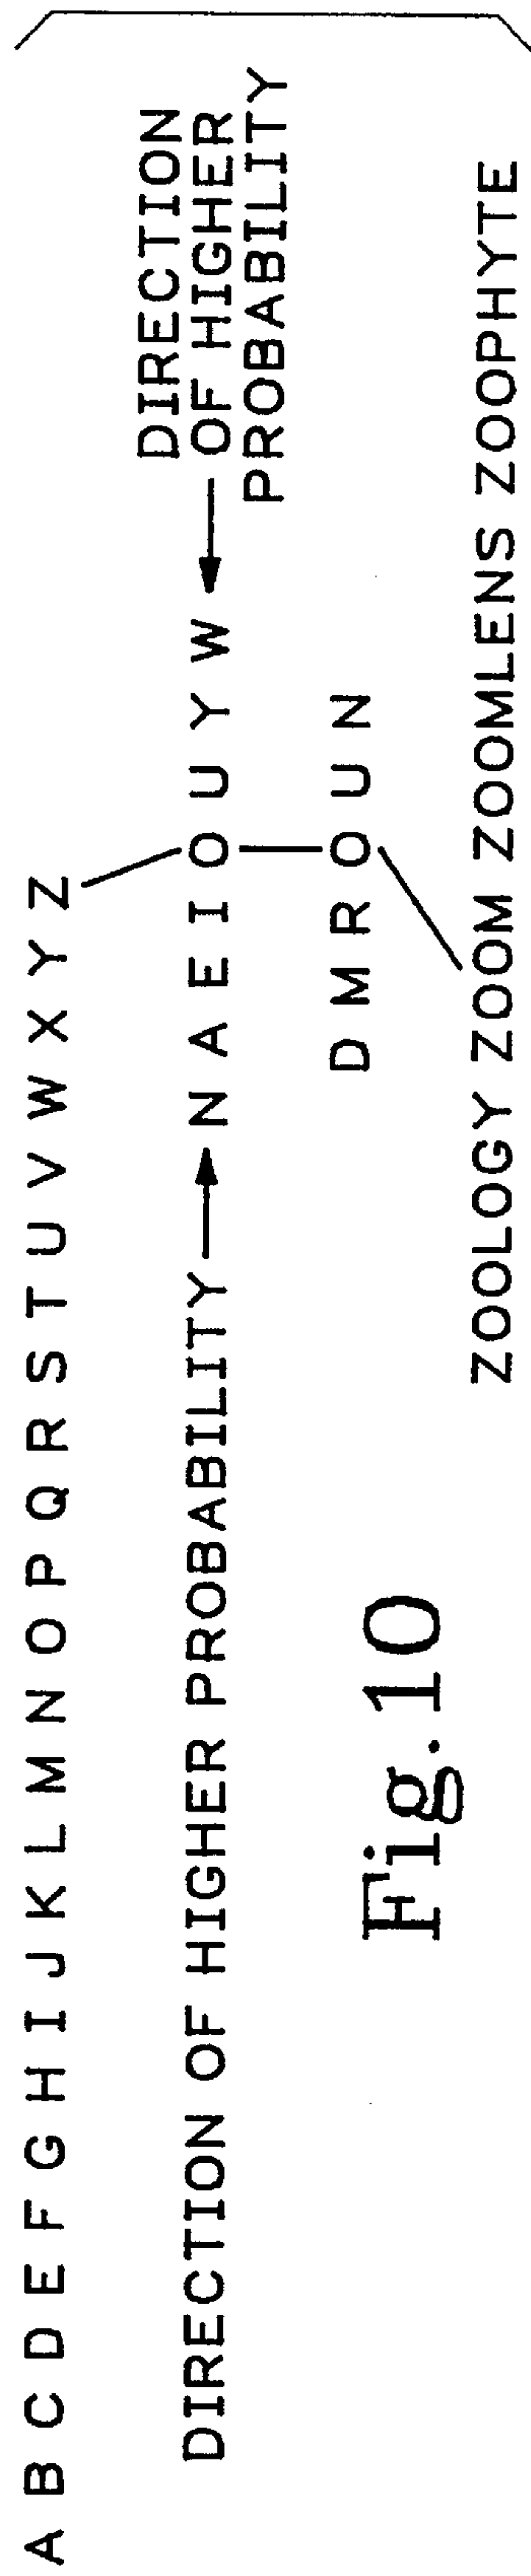 A B C D E F G H I J K L M N O P Q R S T U V W X Y Z
DIRECTION OF HIGHER PROBABILITY
N A E I O U Y W
DIRECTION
OF HIGHER
PROBABILITY
D M R O U N
ZOOLOGY ZOOM ZOOMLENS ZOOPHYTE
Fig. 10